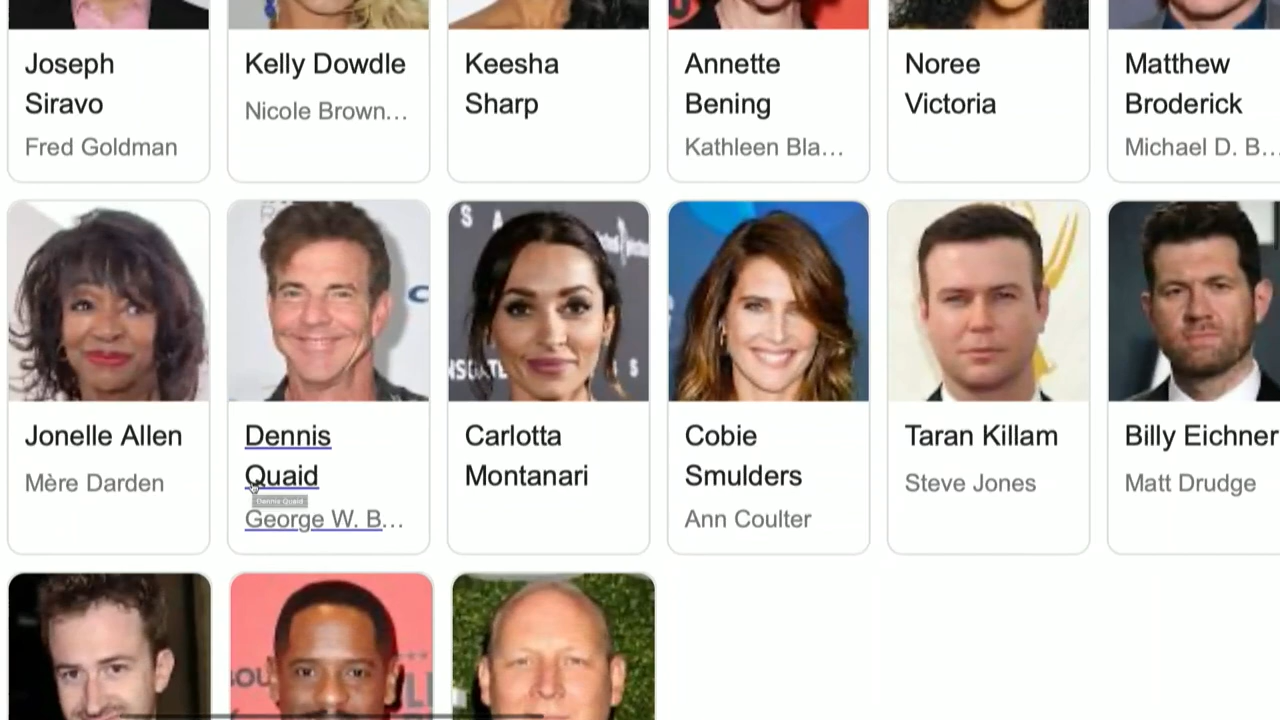 Joseph
Siravo
Fred Goldman
Kelly Dowdle
Nicole Brown...
Keesha
Sharp
Annette
Bening
Kathleen Bla...
Noree
Victoria
Matthew
Broderick
Michael D. B...
Jonelle Allen
Mère Darden
Dennis
Quaid
Dennis Quaid
George W. B...
Carlotta
Montanari
Cobie
Smulders
Ann Coulter
Taran Killam
Steve Jones
Billy Eichner
Matt Drudge